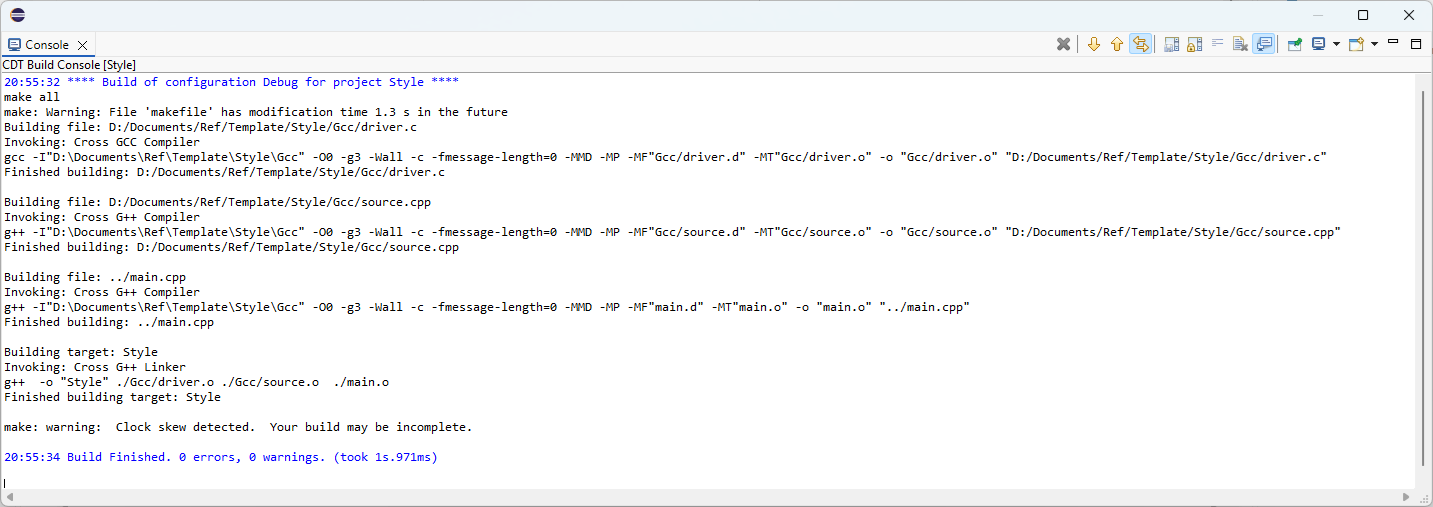 Console
CDT Build Console [Style]
20:55:32 **** Build of configuration Debug for project Style ****
make all
make: Warning: File 'makefile' has modification time 1.3 s in the future
Building file: D:/Documents/Ref/Template/Style/Gcc/driver.c
Invoking: Cross GCC Compiler
gcc -I"D:\Documents\Ref\Template\Style\Gcc" -O0 -g3 -Wall -c -fmessage-length=0 -MMD -MP -MF"Gcc/driver.d" -MT"Gcc/driver.o" -o "Gcc/driver.o" "D:/Documents/Ref/Template/Style/Gcc/driver.c"
Finished building: D:/Documents/Ref/Template/Style/Gcc/driver.c
Building file: D:/Documents/Ref/Template/Style/Gcc/source.cpp
Invoking: Cross G++ Compiler
g++ -I"D:\Documents\Ref\Template\Style\Gcc" -O0 -g3 -Wall -c -fmessage-length=0 -MMD -MP -MF"Gcc/source.d" -MT"Gcc/source.o" -o "Gcc/source.o" "D:/Documents/Ref/Template/Style/Gcc/source.cpp"
Finished building: D:/Documents/Ref/Template/Style/Gcc/source.cpp
Building file: ../main.cpp
Invoking: Cross G++ Compiler
g++ -I"D:\Documents\Ref\Template\Style\Gcc" -O0 -g3 -Wall -c -fmessage-length=0 -MMD -MP -MF"main.d" -MT"main.o" -o "main.o" "../main.cpp"
Finished building: ../main.cpp
Building target: Style
Invoking: Cross G++ Linker
g++  -o "Style" ./Gcc/driver.o ./Gcc/source.o  ./main.o
Finished building target: Style
make: warning:  Clock skew detected.  Your build may be incomplete.
20:55:34 Build Finished. 0 errors, 0 warnings. (took 1s.971ms)